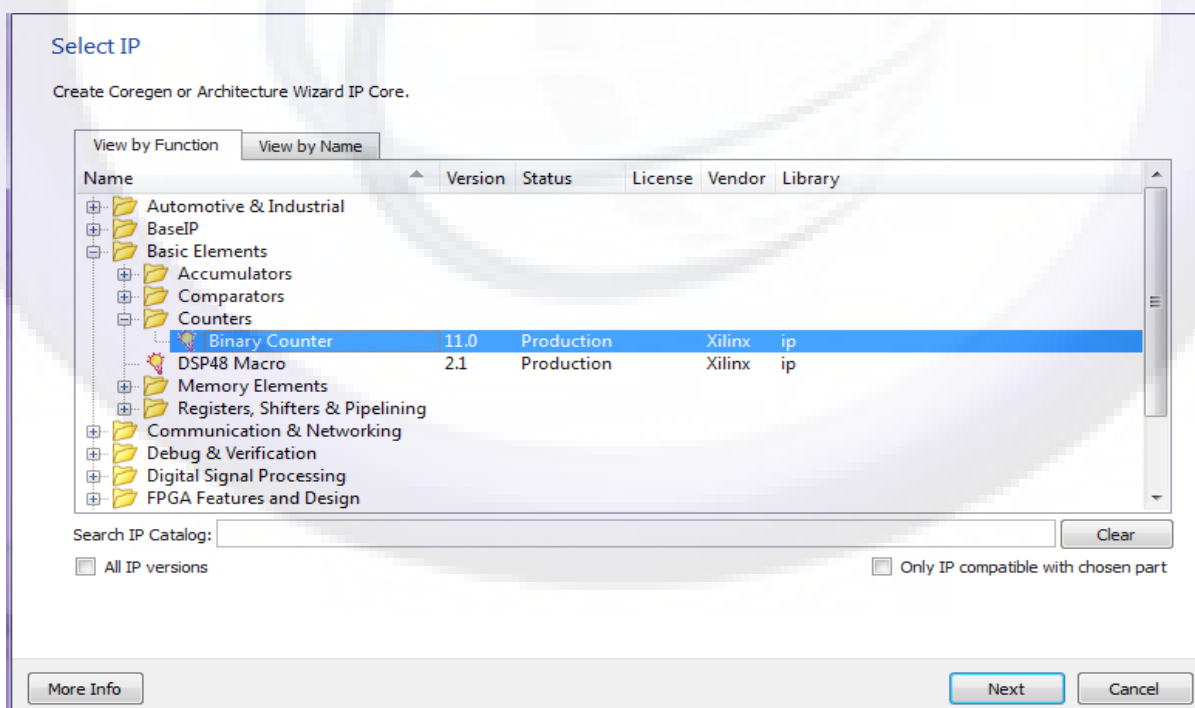 Select IP
Create Coregen or Architecture Wizard IP Core.
View by Function View by Name
Name Version Status License Vendor Library
Automotive & Industrial
BaseIP
Basic Elements
Accumulators
Comparators
Counters
Binary Counter 11.0 Production Xilinx ip
DSP48 Macro 2.1 Production Xilinx ip
Memory Elements
Registers, Shifters & Pipelining
Communication & Networking
Debug & Verification
Digital Signal Processing
FPGA Features and Design
Search IP Catalog: Clear
All IP versions Only IP compatible with chosen part
More Info Next Cancel